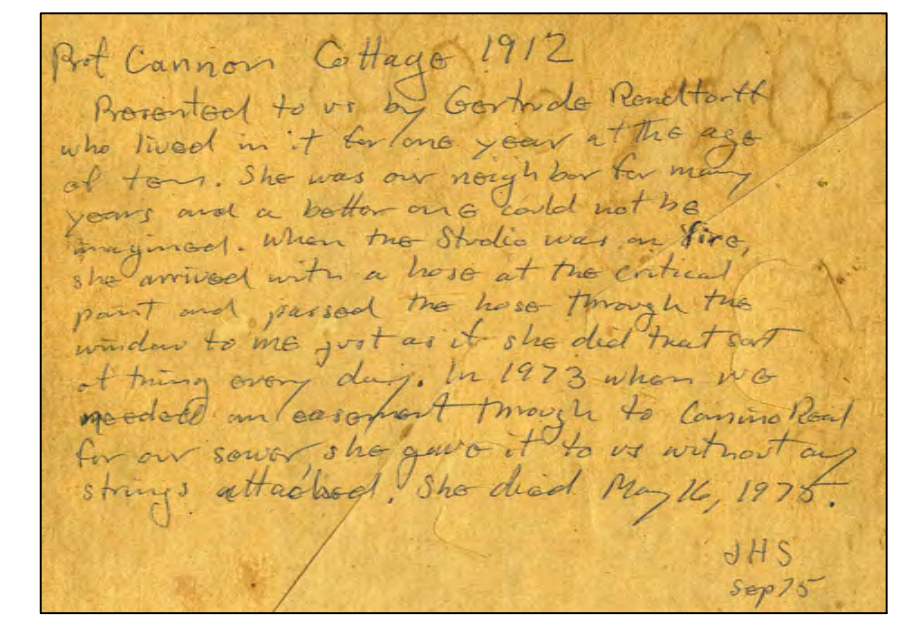 Prof Cannon Cottage 1912
Presented to us by Gertrude Rendtorff
who lived in it for one year at the age
of ten. She was our neighbor for many
years and a better one could not be
imagined. When the Studio was on fire,
she arrived with a hose at the critical
point and passed the hose through the
window to me just as if she did that sort
of thing every day. In 1973 when we
needed an easement through to Camino Real
for our sewer, she gave it to us without any
strings attached. She died May 16, 1975.
JHS
Sep 75